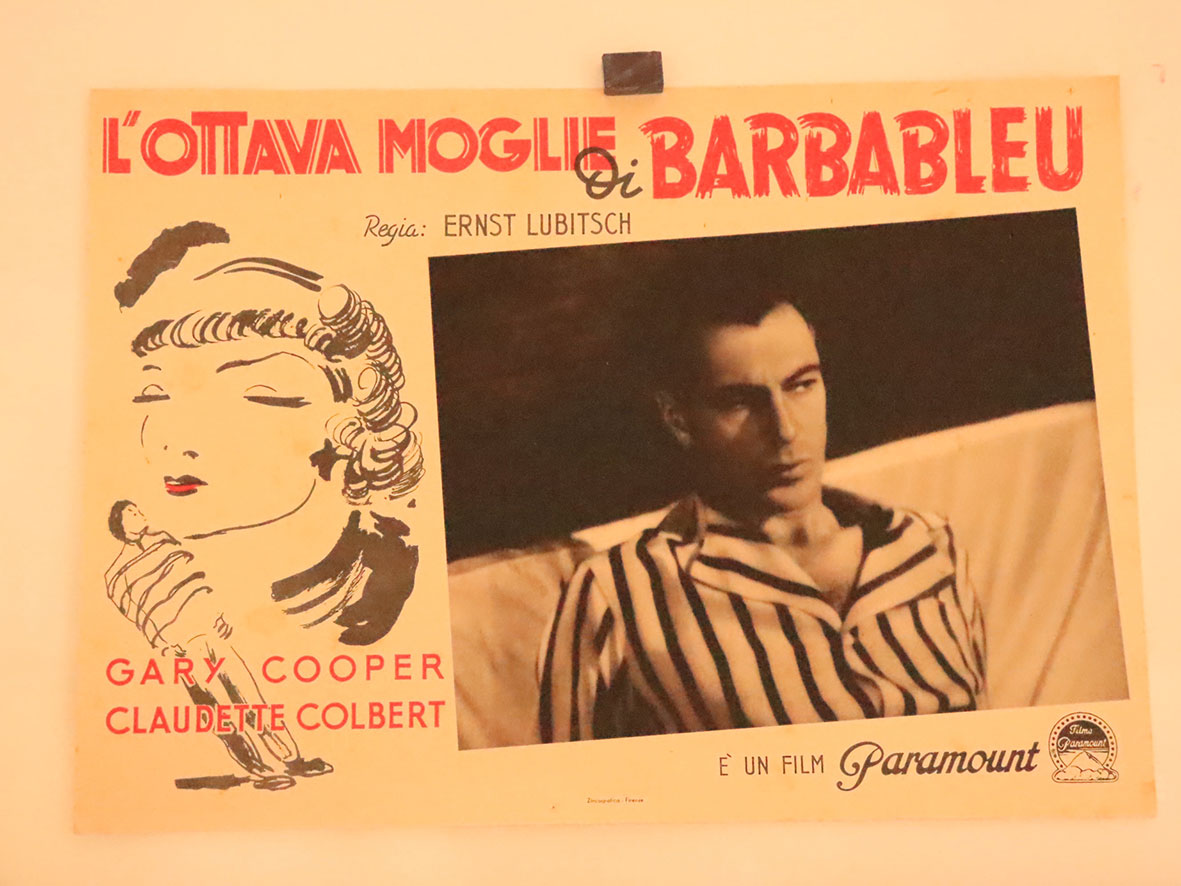 L'OTTAVA MOGLIE di BARBABLEU
Regia: ERNST LUBITSCH
GARY COOPER
CLAUDETTE COLBERT
È UN FILM Paramount
Films
Paramount